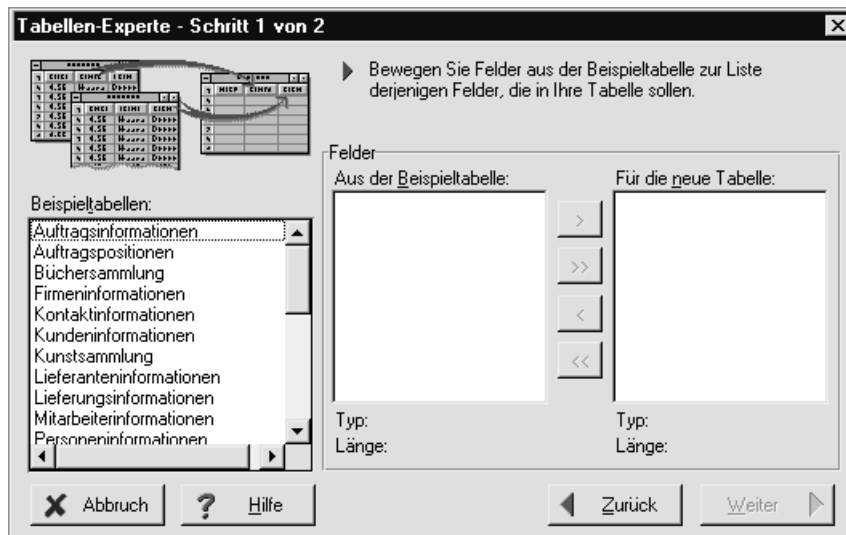 Tabellen-Experte - Schritt 1 von 2
Bewegen Sie Felder aus der Beispieltabelle zur Liste
derjenigen Felder, die in Ihre Tabelle sollen.
Felder
Aus der Beispieltabelle:
Für die neue Tabelle:
Beispieltabellen:
Auftragsinformationen
Auftragspositionen
Büchersammlung
Firmeninformationen
Kontaktinformationen
Kundeninformationen
Kunstsammlung
Lieferanteninformationen
Lieferungsinformationen
Mitarbeiterinformationen
Personeninformationen
>
>>
<
<<
Typ:
Länge:
Typ:
Länge:
Abbruch
? Hilfe
Zurück
Weiter